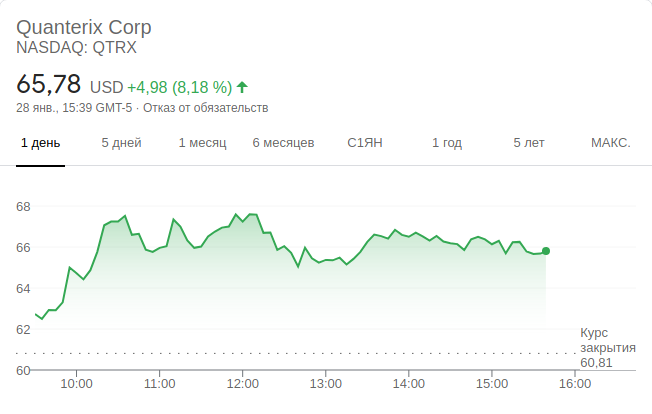 Quanterix Corp
NASDAQ: QTRX
65,78 USD +4,98 (8,18 %)
28 янв., 15:39 GMT-5 · Отказ от обязательств
1 день 5 дней 1 месяц 6 месяцев С1ЯН 1 год 5 лет МАКС.
68
66
64
62
60
Курс
закрытия
60,81
10:00 11:00 12:00 13:00 14:00 15:00 16:00